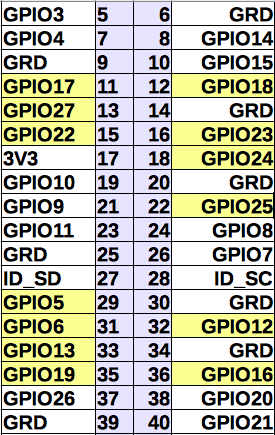 GPIO3 5 6 GRD
GPIO4 7 8 GPIO14
GRD 9 10 GPIO15
GPIO17 11 12 GPIO18
GPIO27 13 14 GRD
GPIO22 15 16 GPIO23
3V3 17 18 GPIO24
GPIO10 19 20 GRD
GPIO9 21 22 GPIO25
GPIO11 23 24 GPIO8
GRD 25 26 GPIO7
ID_SD 27 28 ID_SC
GPIO5 29 30 GRD
GPIO6 31 32 GPIO12
GPIO13 33 34 GRD
GPIO19 35 36 GPIO16
GPIO26 37 38 GPIO20
GRD 39 40 GPIO21